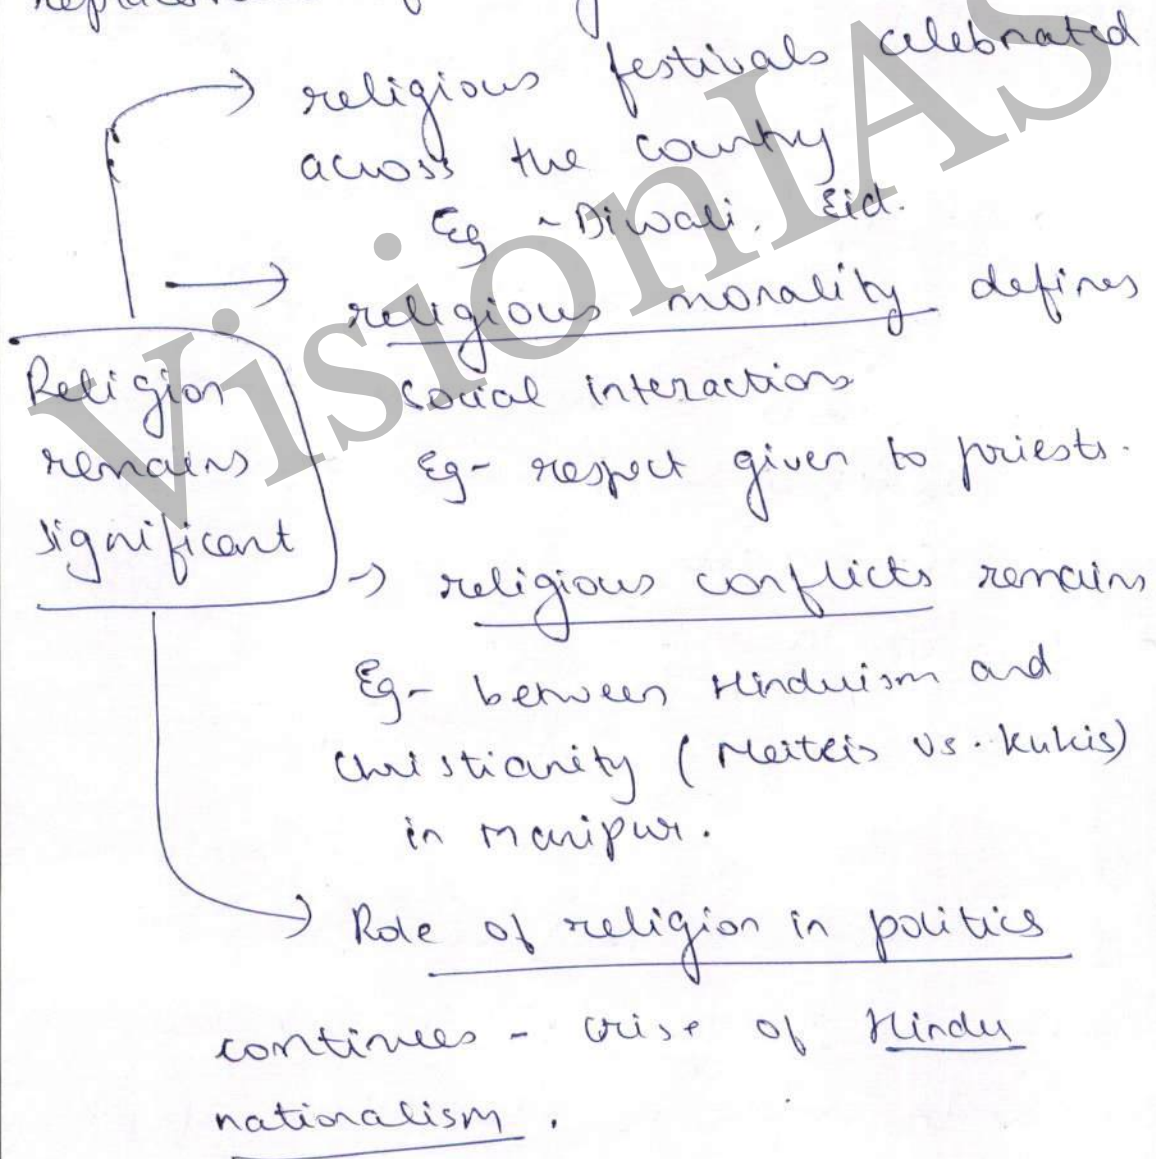 religious festivals celebrated
across the country
Eg - Diwali, Eid.
religious morality defines
social interactions
Eg- respect given to priests.
Religion
remains
significant
religious conflicts remains
Eg- between Hinduism and
Christianity (Meiteis vs. Kukis)
in Manipur.
Role of religion in politics
continues - rise of Hindu
nationalism.
VisionIAS